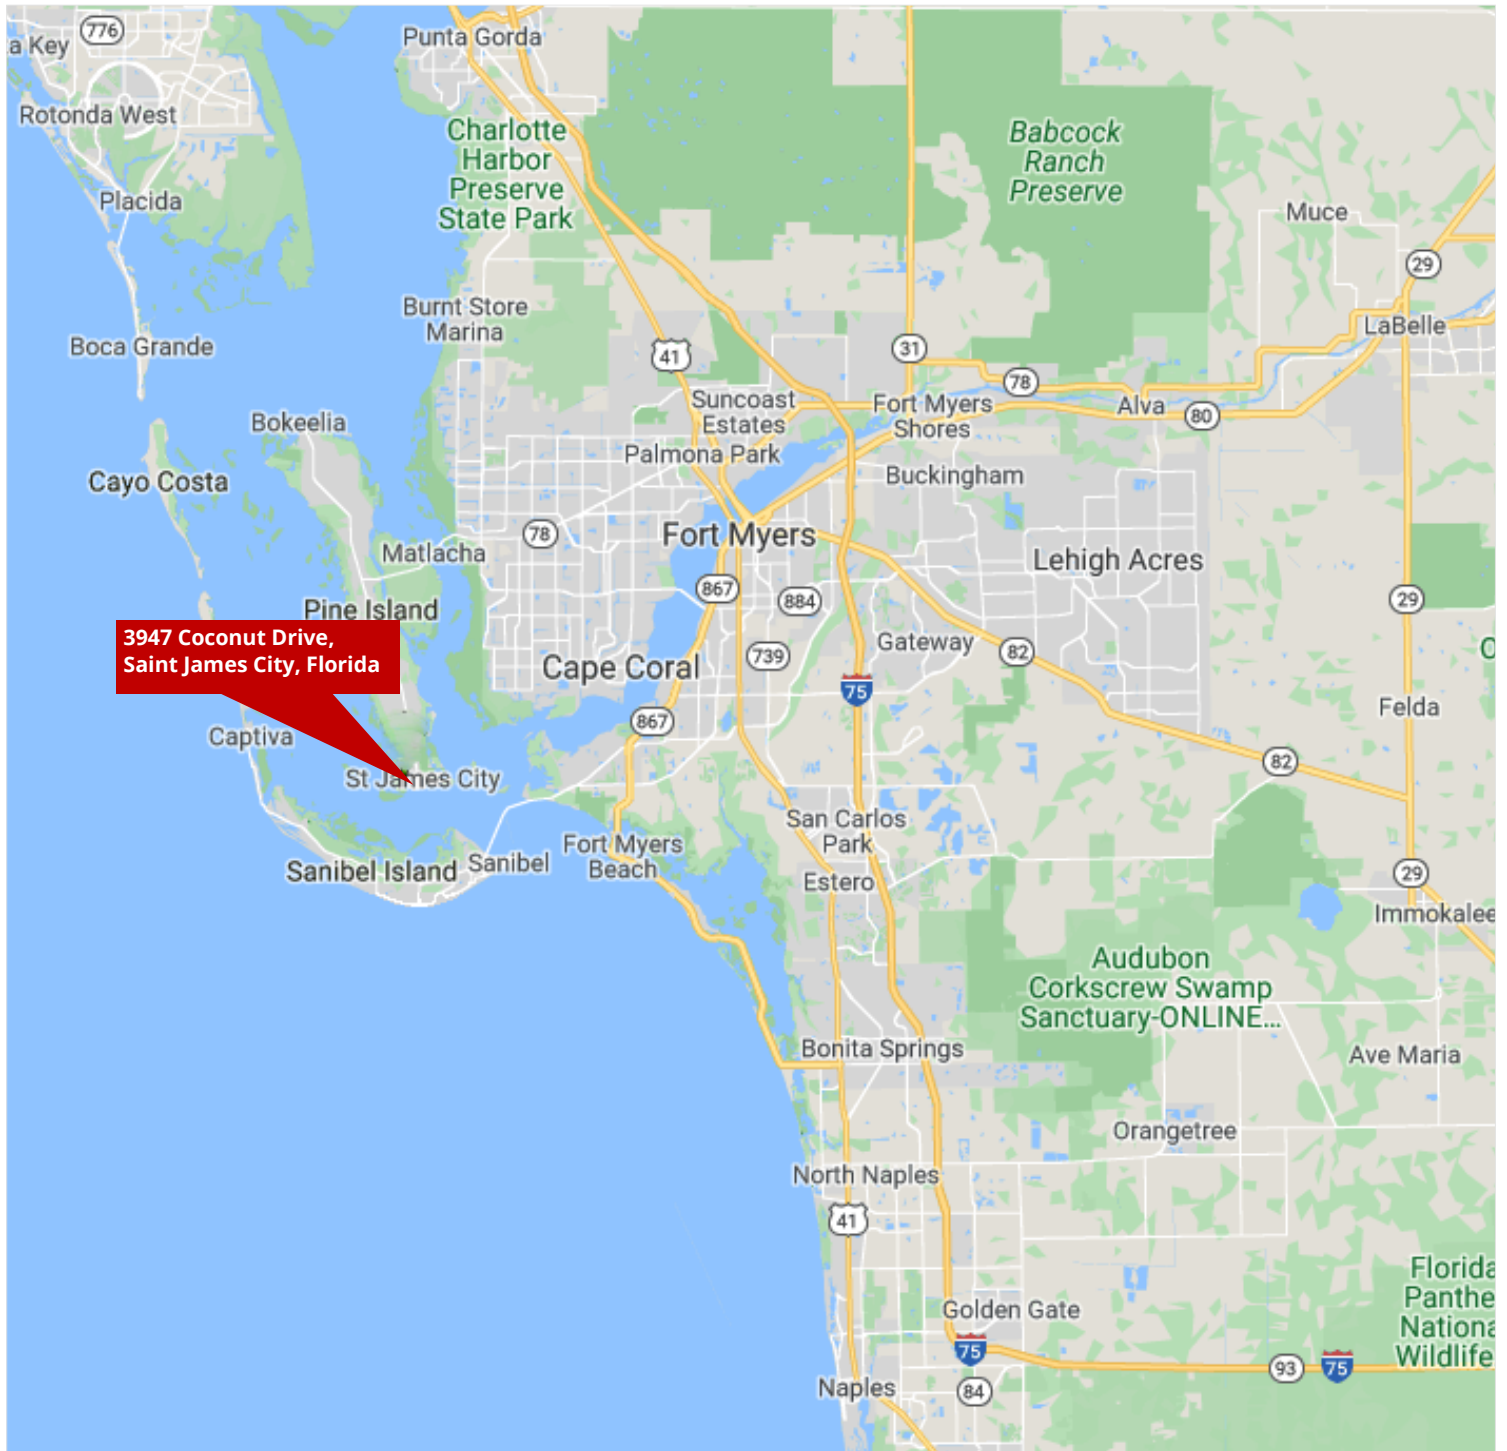 776
a Key
Punta Gorda
Rotonda West
Charlotte
Harbor
Preserve
State Park
Babcock
Ranch
Preserve
Placida
Muce
29
Burnt Store
Marina
Boca Grande
41
31
LaBelle
78
Suncoast
Estates
Fort Myers
Shores
Alva
80
Bokeelia
Palmona Park
Buckingham
Cayo Costa
78
Fort Myers
Matlacha
Lehigh Acres
867
884
29
Pine Island
3947 Coconut Drive,
Saint James City, Florida
Gateway
82
739
Cape Coral
75
867
Felda
Captiva
St James City
82
San Carlos
Park
Fort Myers
Beach
Sanibel Island
Sanibel
Estero
29
Immokalee
Audubon
Corkscrew Swamp
Sanctuary-ONLINE...
Bonita Springs
Ave Maria
Orangetree
North Naples
41
Florida
Panthe
Nationa
Wildlife
Golden Gate
75
93
75
Naples
84